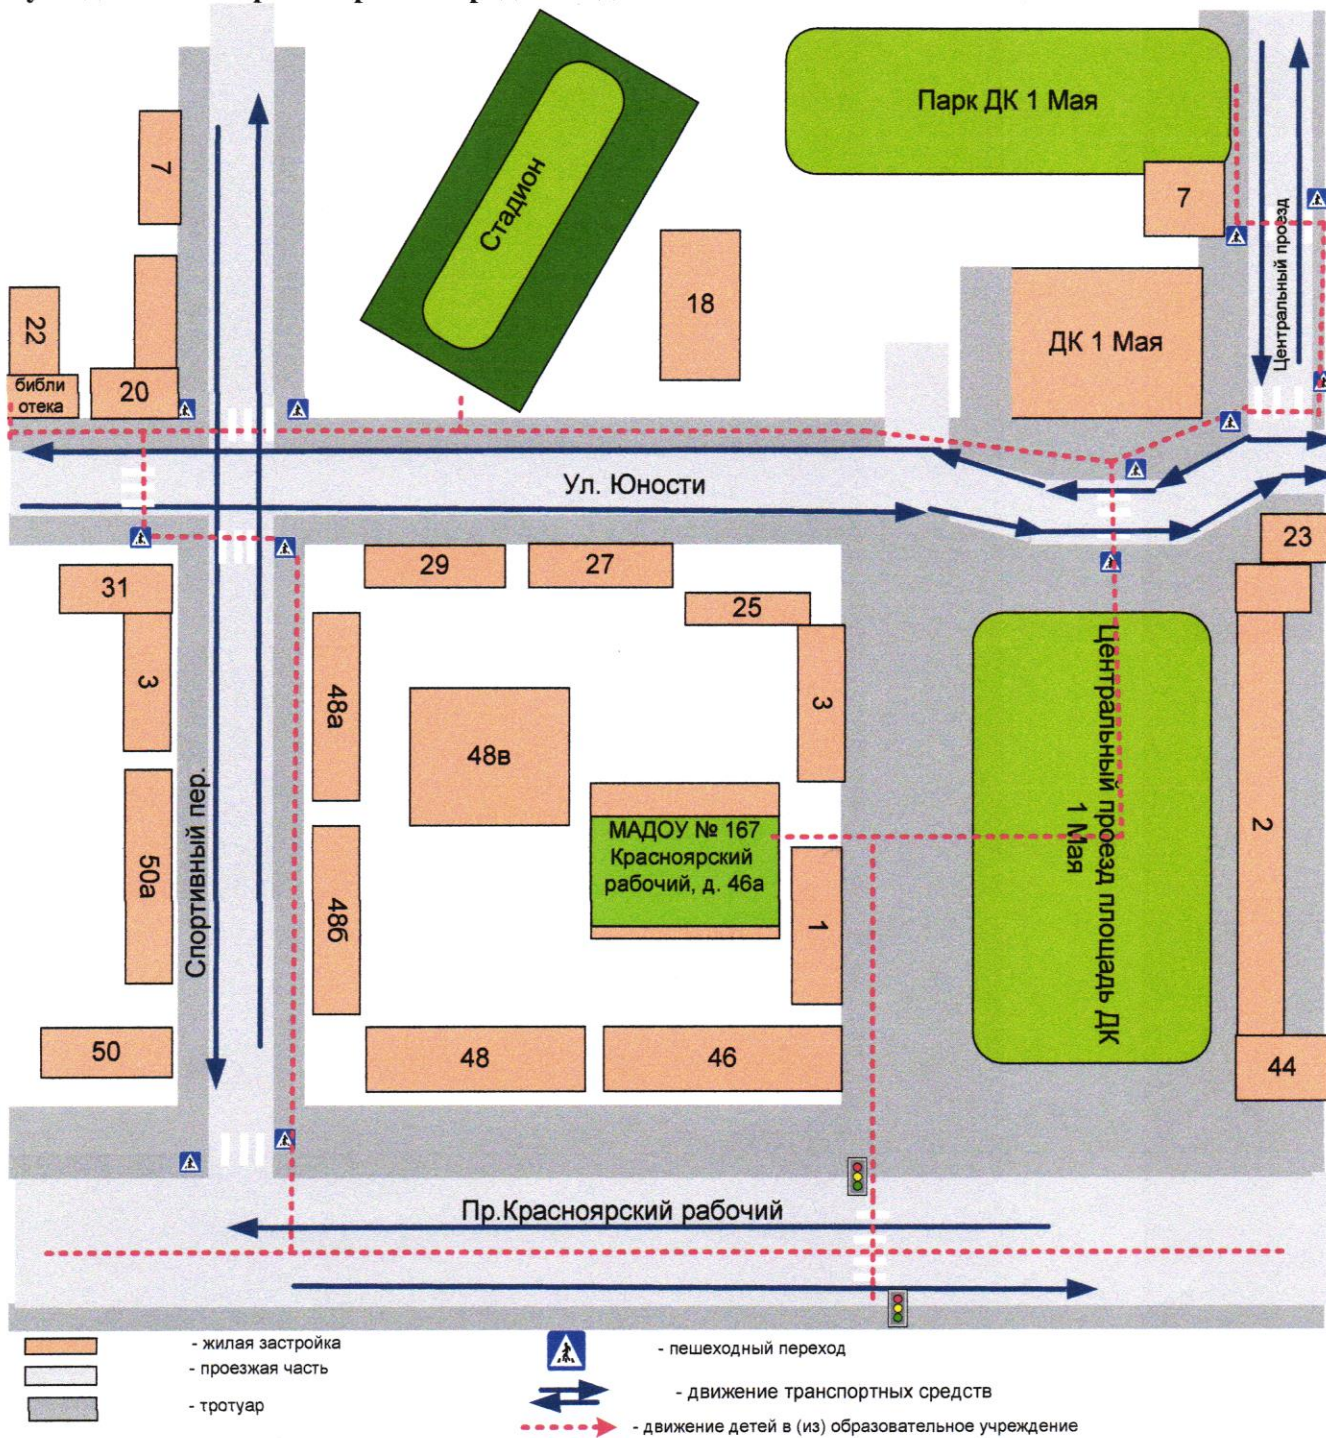 Парк ДК 1 Мая
7
7
Стадион
Центральный проезд
18
22
ДК 1 Мая
библи
отека
20
Ул. Юности
23
29
27
31
25
3
48а
3
48в
Центральный проезд площадь ДК
1 Мая
2
Спортивный пер.
МАДОУ № 167
Красноярский
рабочий, д. 46а
50а
48б
1
50
48
46
44
Пр.Красноярский рабочий
- жилая застройка
- проезжая часть
- тротуар
- пешеходный переход
- движение транспортных средств
- движение детей в (из) образовательное учреждение